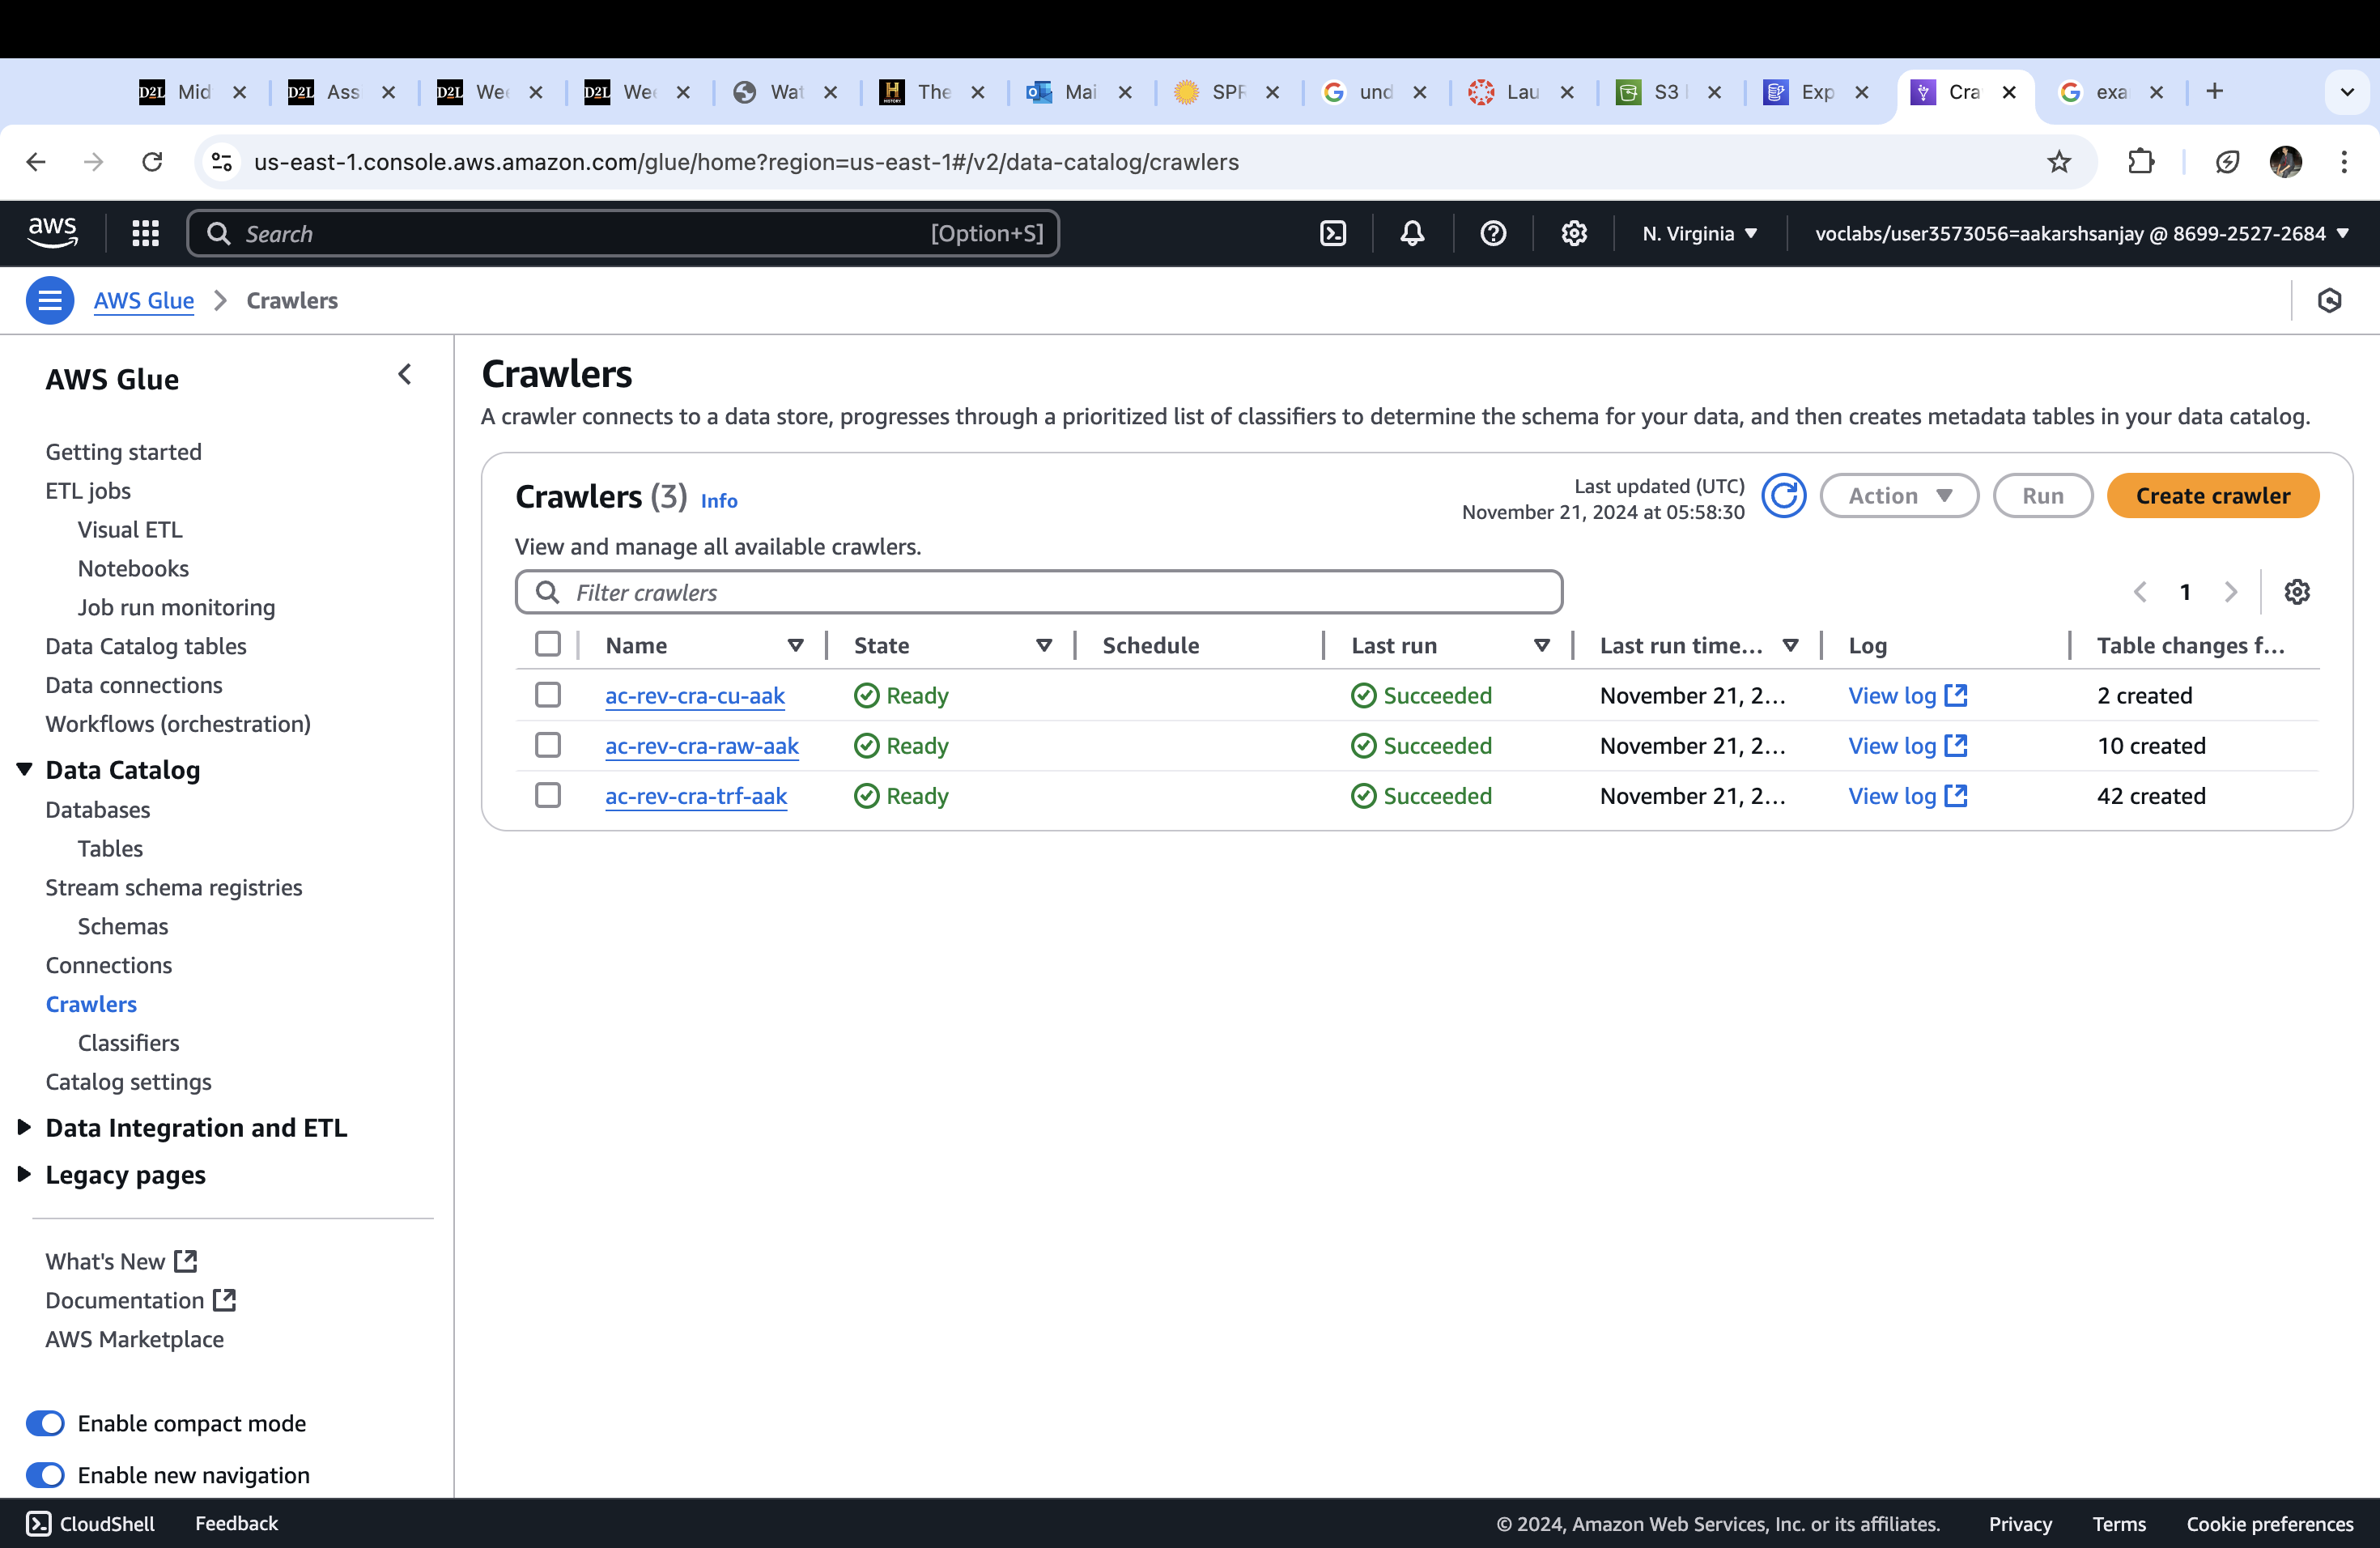 Mid
Ass
We
We
Wat
The
Mai
SPF
und
Lau
S3
Exp
Cra
exa
us-east-1.console.aws.amazon.com/glue/home?region=us-east-1#/v2/data-catalog/crawlers
aws
Search
[Option+S]
N. Virginia
voclabs/user3573056=aakarshsanjay @ 8699-2527-2684
AWS Glue
Crawlers
AWS Glue
Getting started
ETL jobs
Visual ETL
Notebooks
Job run monitoring
Data Catalog tables
Data connections
Workflows (orchestration)
Data Catalog
Databases
Tables
Stream schema registries
Schemas
Connections
Crawlers
Classifiers
Catalog settings
Data Integration and ETL
Legacy pages
What's New
Documentation
AWS Marketplace
Enable compact mode
Enable new navigation
Crawlers
A crawler connects to a data store, progresses through a prioritized list of classifiers to determine the schema for your data, and then creates metadata tables in your data catalog.
Crawlers (3) Info
Last updated (UTC)
November 21, 2024 at 05:58:30
Action
Run
Create crawler
View and manage all available crawlers.
Filter crawlers
1
Name State Schedule Last run Last run time... Log Table changes f...
ac-rev-cra-cu-aak Ready Succeeded November 21, 2... View log 2 created
ac-rev-cra-raw-aak Ready Succeeded November 21, 2... View log 10 created
ac-rev-cra-trf-aak Ready Succeeded November 21, 2... View log 42 created
CloudShell
Feedback
© 2024, Amazon Web Services, Inc. or its affiliates.
Privacy
Terms
Cookie preferences